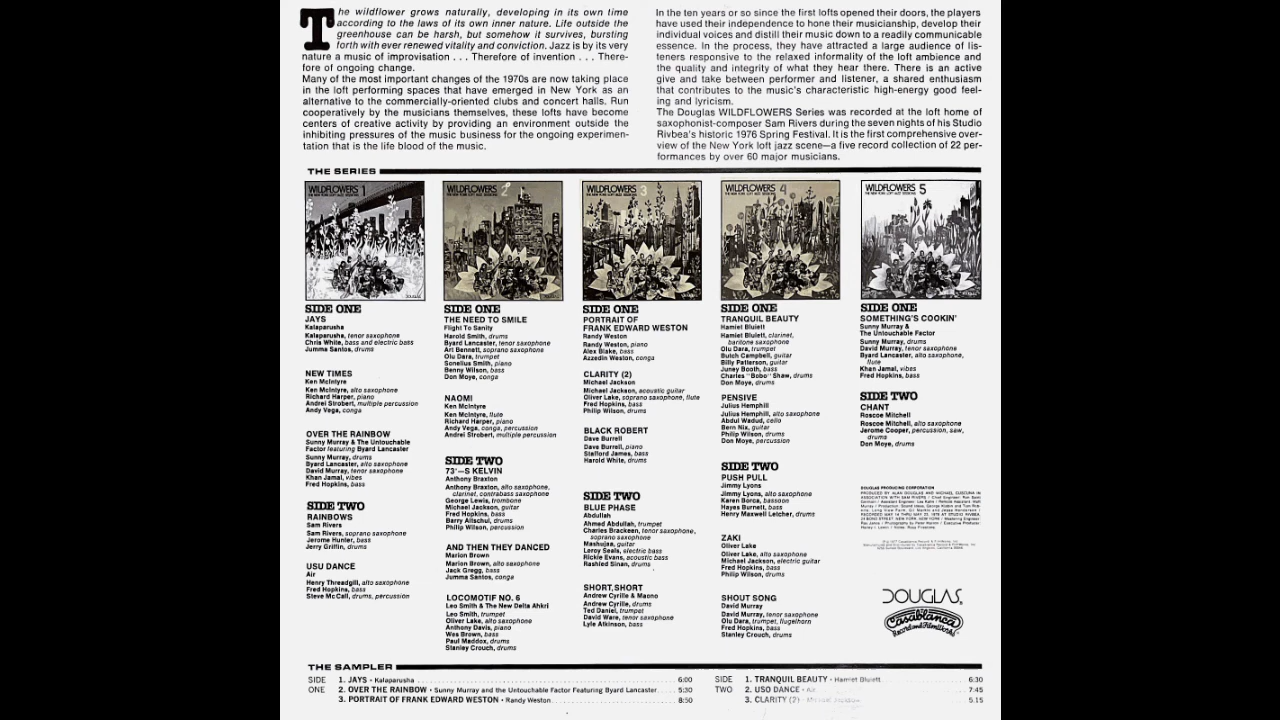 The wildflower grows naturally, developing in its own time
according to the laws of its own inner nature. Life outside the
greenhouse can be harsh, but somehow it survives, bursting
forth with ever renewed vitality and conviction. Jazz is by its very
nature a music of improvisation . . . Therefore of invention . . . There-
fore of ongoing change.
Many of the most important changes of the 1970s are now taking place
in the loft performing spaces that have emerged in New York as an
alternative to the commercially-oriented clubs and concert halls. Run
cooperatively by the musicians themselves, these lofts have become
centers of creative activity by providing an environment outside the
inhibiting pressures of the music business for the ongoing experimen-
tation that is the life blood of the music.
In the ten years or so since the first lofts opened their doors, the players
have used their independence to hone their musicianship, develop their
individual voices and distill their music down to a readily communicable
essence. In the process, they have attracted a large audience of lis-
teners responsive to the relaxed informality of the loft ambience and
the quality and integrity of what they hear there. There is an active
give and take between performer and listener, a shared enthusiasm
that contributes to the music's characteristic high-energy good feel-
ing and lyricism.
The Douglas WILDFLOWERS Series was recorded at the loft home of
saxophonist-composer Sam Rivers during the seven nights of his Studio
Rivbea's historic 1976 Spring Festival. It is the first comprehensive over-
view of the New York loft jazz scene—a five record collection of 22 per-
formances by over 60 major musicians.
THE SERIES
WILDFLOWERS 1
WILDFLOWERS 2
WILDFLOWERS 3
WILDFLOWERS 4
WILDFLOWERS 5
SIDE ONE
JAYS
Kalaparusha
Kalaparusha, tenor saxophone
Chris White, bass and electric bass
Jumma Santos, drums
NEW TIMES
Ken McIntyre
Ken McIntyre, alto saxophone
Richard Harper, piano
Andrei Strobert, multiple percussion
Andy Vega, conga
OVER THE RAINBOW
Sunny Murray & The Untouchable
Factor featuring Byard Lancaster
Sunny Murray, drums
Byard Lancaster, alto saxophone
David Murray, tenor saxophone
Khan Jamal, vibes
Fred Hopkins, bass
SIDE TWO
RAINBOWS
Sam Rivers
Sam Rivers, soprano saxophone
Jerome Hunter, bass
Jerry Griffin, drums
USU DANCE
Air
Henry Threadgill, alto saxophone
Fred Hopkins, bass
Steve McCall, drums, percussion
SIDE ONE
THE NEED TO SMILE
Flight To Sanity
Harold Smith, drums
Byard Lancaster, tenor saxophone
Art Bennett, soprano saxophone
Olu Dara, trumpet
Sonelius Smith, piano
Benny Wilson, bass
Don Moye, conga
NAOMI
Ken McIntyre
Ken McIntyre, flute
Richard Harper, piano
Andy Vega, conga, percussion
Andrei Strobert, multiple percussion
SIDE TWO
73°—S KELVIN
Anthony Braxton
Anthony Braxton, alto saxophone,
clarinet, contrabass saxophone
George Lewis, trombone
Michael Jackson, guitar
Fred Hopkins, bass
Barry Altschul, drums
Philip Wilson, percussion
AND THEN THEY DANCED
Marion Brown
Marion Brown, alto saxophone
Jack Gregg, bass
Jumma Santos, conga
LOCOMOTIF NO. 6
Leo Smith & The New Delta Ahkri
Leo Smith, trumpet
Oliver Lake, alto saxophone
Anthony Davis, piano
Wes Brown, bass
Paul Maddox, drums
Stanley Crouch, drums
SIDE ONE
PORTRAIT OF
FRANK EDWARD WESTON
Randy Weston
Randy Weston, piano
Alex Blake, bass
Azzedin Weston, conga
CLARITY (2)
Michael Jackson
Michael Jackson, acoustic guitar
Oliver Lake, soprano saxophone, flute
Fred Hopkins, bass
Philip Wilson, drums
BLACK ROBERT
Dave Burrell
Dave Burrell, piano
Stafford James, bass
Harold White, drums
SIDE TWO
BLUE PHASE
Abdullah
Ahmed Abdullah, trumpet
Charles Brackeen, tenor saxophone,
soprano saxophone
Mashujaa, guitar
Leroy Seals, electric bass
Rickie Evans, acoustic bass
Rashied Sinan, drums
SHORT,SHORT
Andrew Cyrille & Maono
Andrew Cyrille, drums
Ted Daniel, trumpet
David Ware, tenor saxophone
Lyle Atkinson, bass
SIDE ONE
TRANQUIL BEAUTY
Hamiet Bluiett
Hamiet Bluiett, clarinet,
baritone saxophone
Olu Dara, trumpet
Butch Campbell, guitar
Billy Patterson, guitar
Juney Booth, bass
Charles "Bobo" Shaw, drums
Don Moye, drums
PENSIVE
Julius Hemphill
Julius Hemphill, alto saxophone
Abdul Wadud, cello
Bern Nix, guitar
Philip Wilson, drums
Don Moye, percussion
SIDE TWO
PUSH PULL
Jimmy Lyons
Jimmy Lyons, alto saxophone
Karen Borca, bassoon
Hayes Burnett, bass
Henry Maxwell Letcher, drums
ZAKI
Oliver Lake
Oliver Lake, alto saxophone
Michael Jackson, electric guitar
Fred Hopkins, bass
Philip Wilson, drums
SHOUT SONG
David Murray
David Murray, tenor saxophone
Olu Dara, trumpet, flugelhorn
Fred Hopkins, bass
Stanley Crouch, drums
SIDE ONE
SOMETHING'S COOKIN'
Sunny Murray &
The Untouchable Factor
Sunny Murray, drums
David Murray, tenor saxophone
Byard Lancaster, alto saxophone,
flute
Khan Jamal, vibes
Fred Hopkins, bass
SIDE TWO
CHANT
Roscoe Mitchell
Roscoe Mitchell, alto saxophone
Jerome Cooper, percussion, saw,
drums
Don Moye, drums
DOUGLAS PRODUCING CORPORATION
DOUGLAS®
Casablanca
Record and FilmWorks
THE SAMPLER
SIDE ONE
1. JAYS • Kalaparusha 6:00
2. OVER THE RAINBOW • Sunny Murray and the Untouchable Factor Featuring Byard Lancaster 5:30
3. PORTRAIT OF FRANK EDWARD WESTON • Randy Weston 8:50
SIDE TWO
1. TRANQUIL BEAUTY • Hamiet Bluiett 6:30
2. USO DANCE • Air 7:45
3. CLARITY (2) • Michael Jackson 5:15